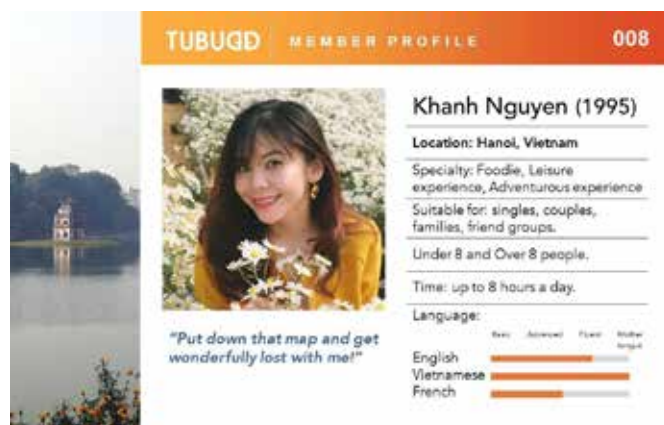 TUBUDD MEMBER PROFILE 008
Khanh Nguyen (1995)
Location: Hanoi, Vietnam
Specialty: Foodie, Leisure
experience, Adventurous experience
Suitable for: singles, couples,
families, friend groups.
Under 8 and Over 8 people.
Time: up to 8 hours a day.
Language:
Basic Advanced Fluent Mother
tongue
English
Vietnamese
French
"Put down that map and get
wonderfully lost with me!"